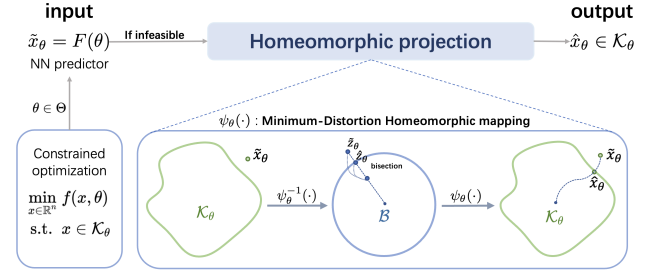 input
output
x̃_θ = F(θ)
If infeasible
Homeomorphic projection
x̂_θ ∈ 𝒦_θ
NN predictor
θ ∈ Θ
ψ_θ(·) : Minimum-Distortion Homeomorphic mapping
Constrained
optimization
min f(x, θ)
x∈ℝⁿ
s.t. x ∈ 𝒦_θ
x̃_θ
𝒦_θ
ψ_θ⁻¹(·)
z̃_θ
ẑ_θ
bisection
ℬ
ψ_θ(·)
x̃_θ
x̂_θ
𝒦_θ